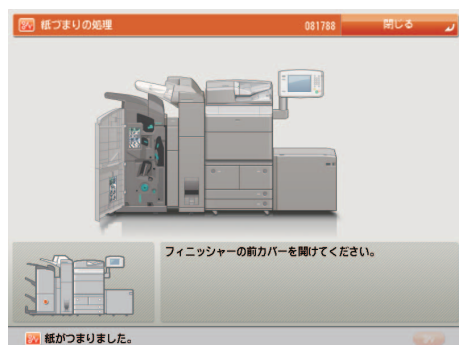 紙づまりの処理
081788
閉じる
フィニッシャーの前カバーを開けてください。
紙がつまりました。